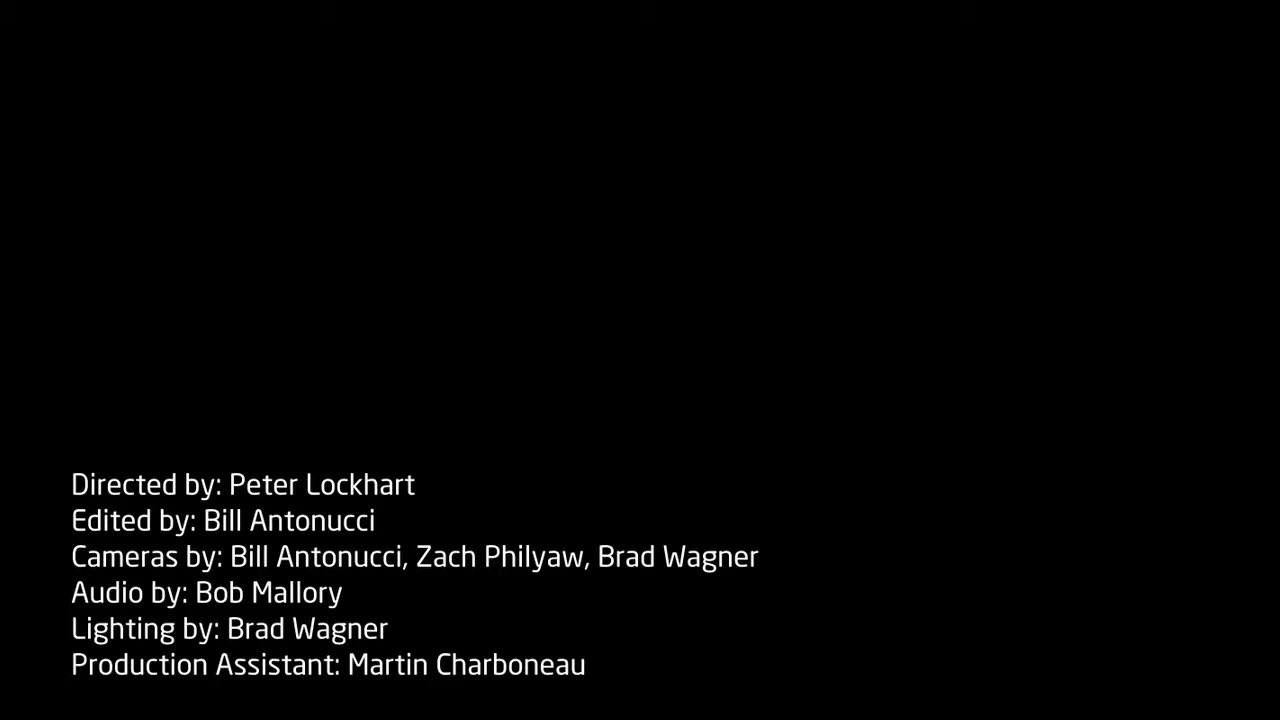 Directed by: Peter Lockhart
Edited by: Bill Antonucci
Cameras by: Bill Antonucci, Zach Philyaw, Brad Wagner
Audio by: Bob Mallory
Lighting by: Brad Wagner
Production Assistant: Martin Charboneau